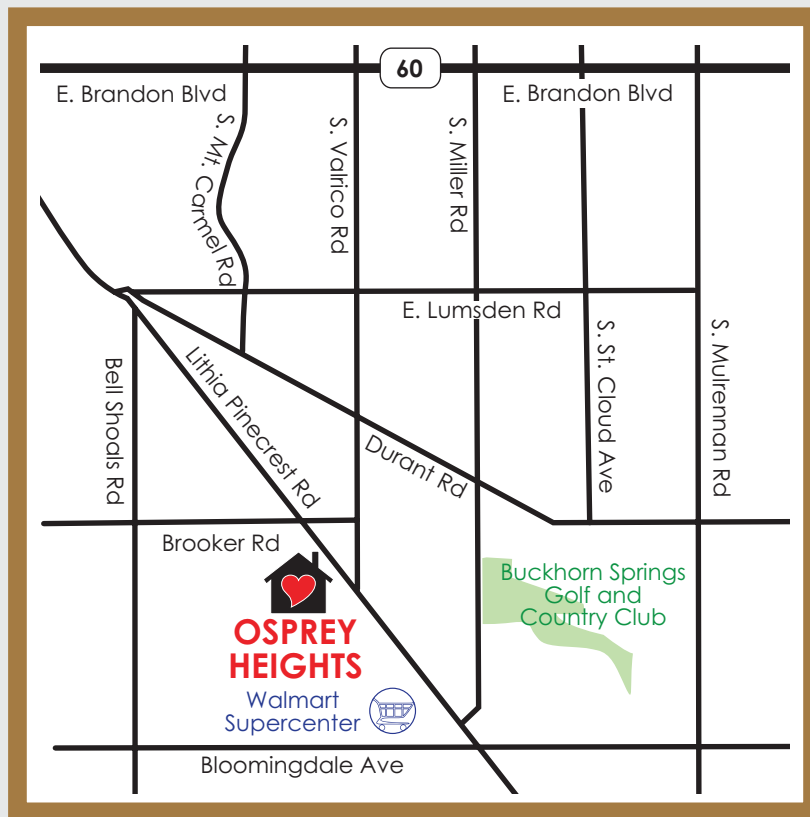 60
E. Brandon Blvd
E. Brandon Blvd
S. Mt. Carmel Rd
S. Valrico Rd
S. Miller Rd
E. Lumsden Rd
S. St. Cloud Ave
S. Mulrennan Rd
Bell Shoals Rd
Lithia Pinecrest Rd
Durant Rd
Brooker Rd
Buckhorn Springs
Golf and
Country Club
OSPREY
HEIGHTS
Walmart
Supercenter
Bloomingdale Ave